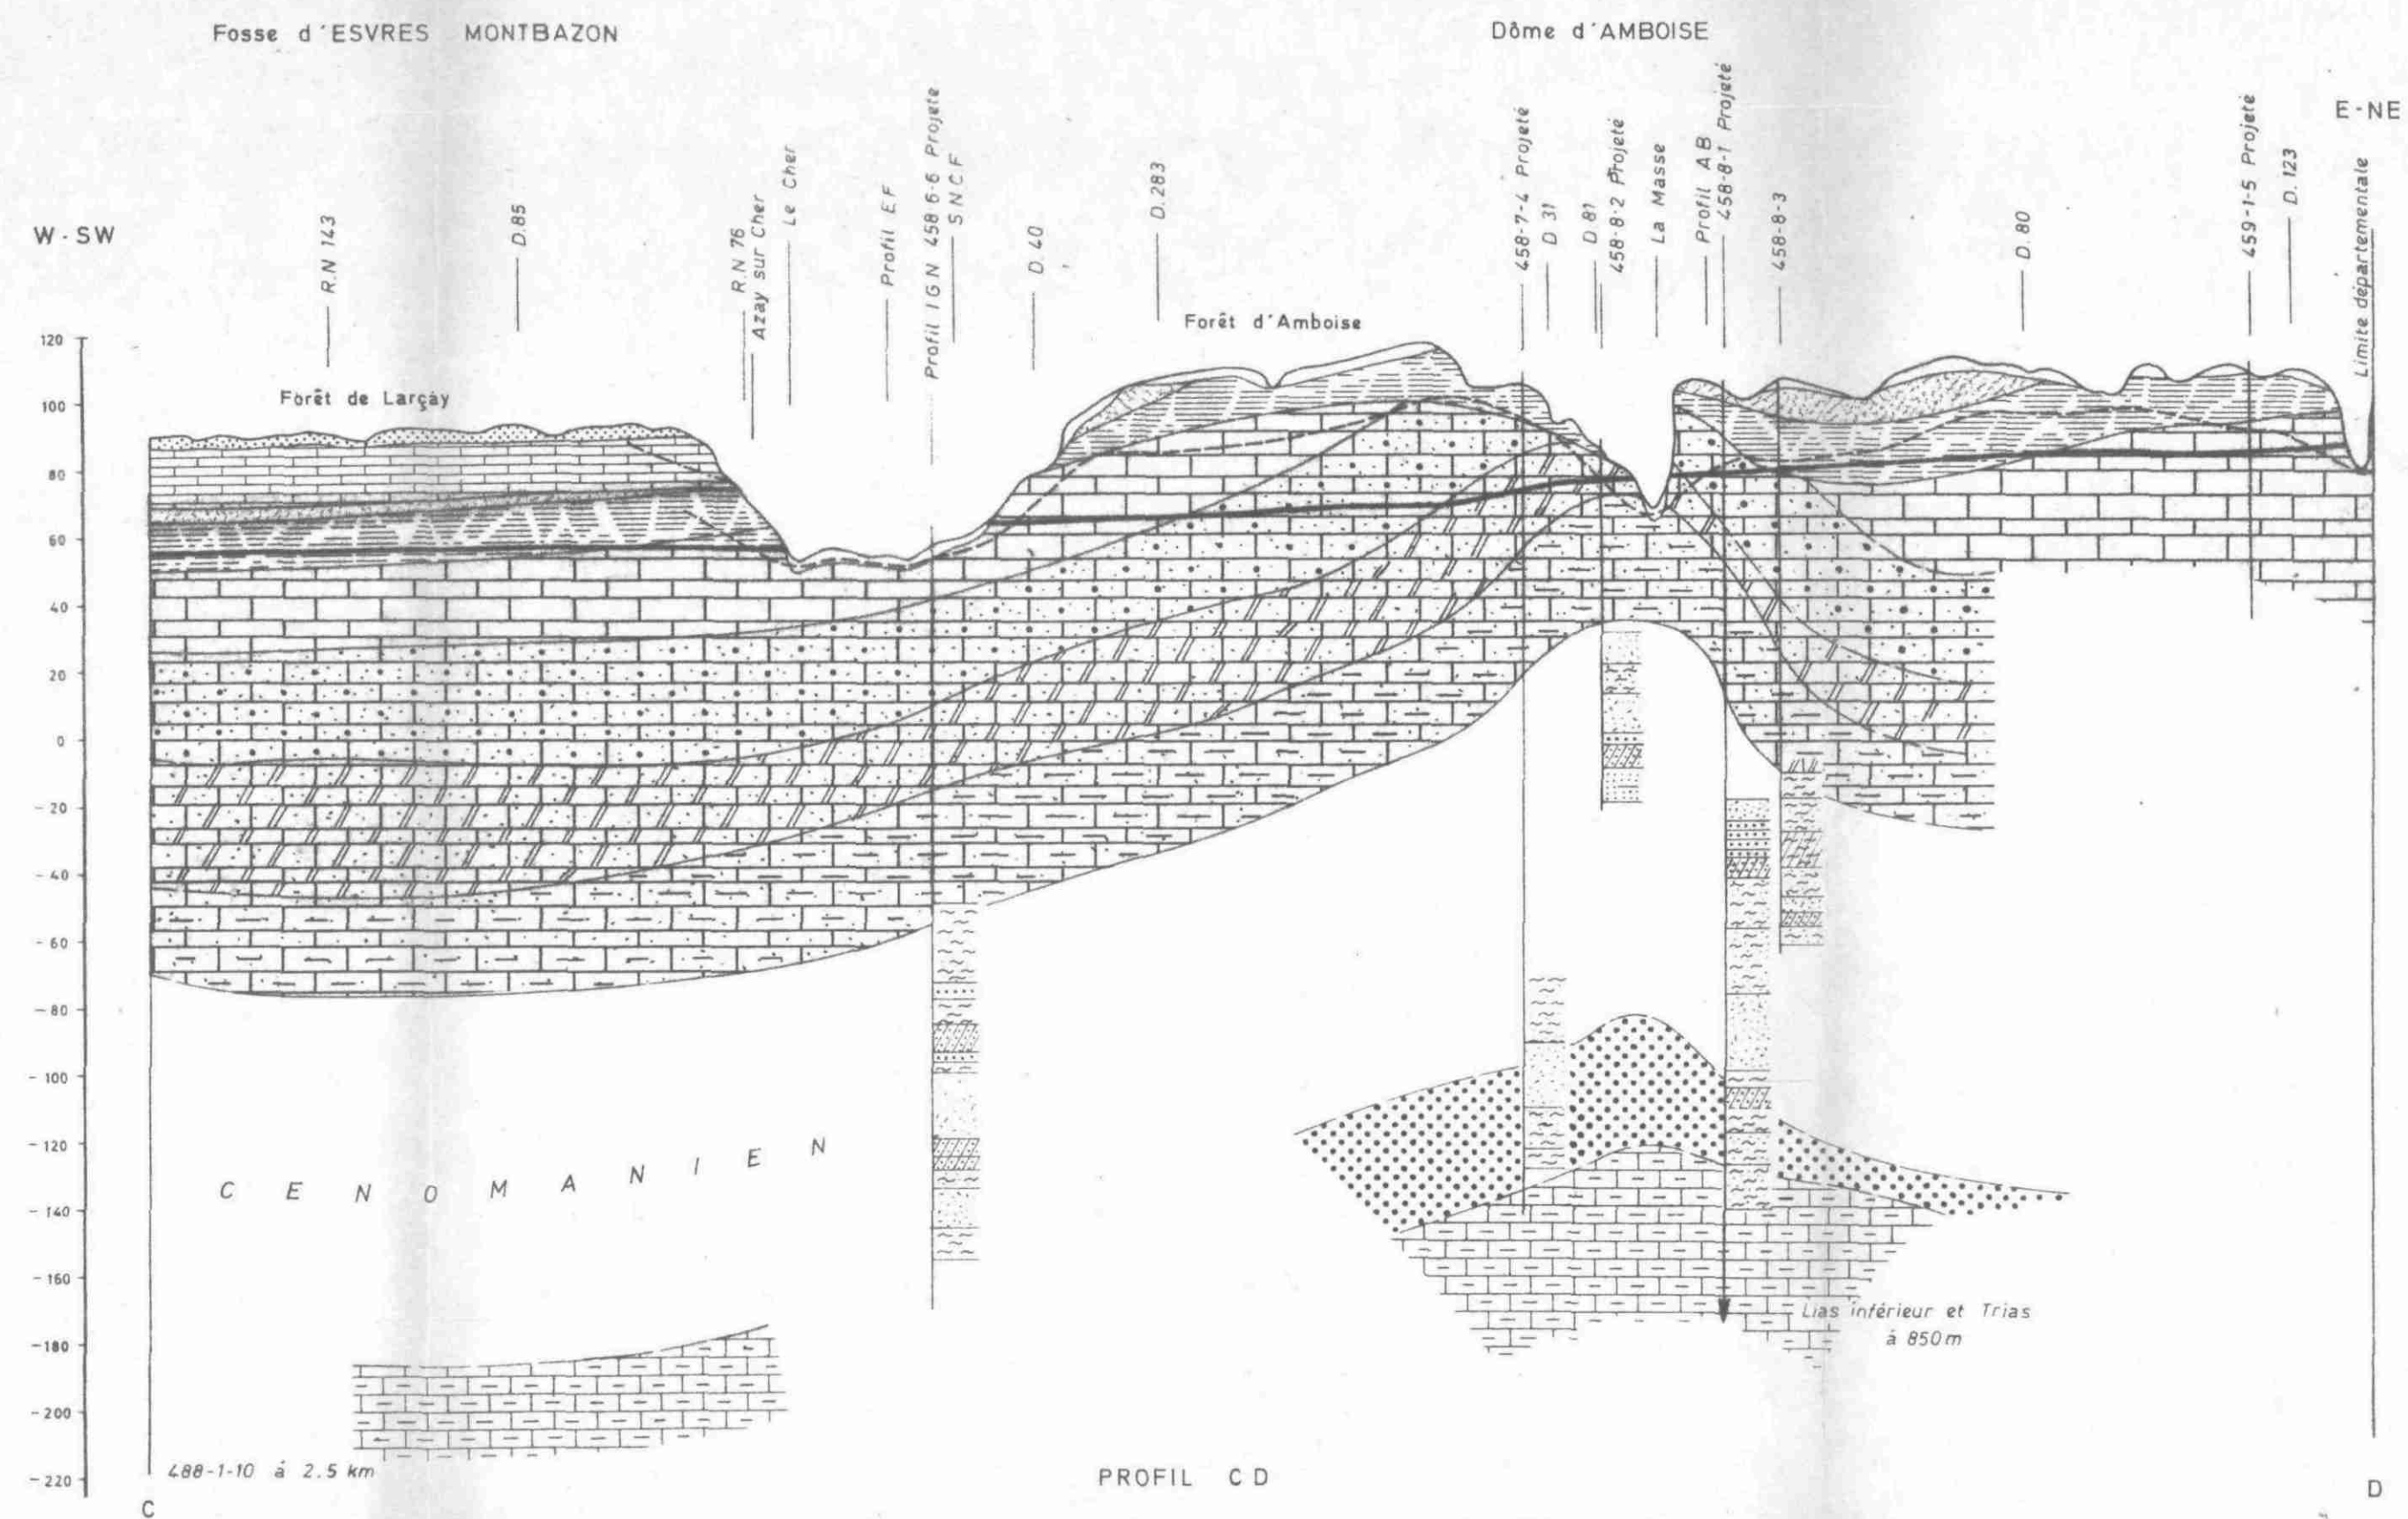 Fosse d'ESVRES MONTBAZON
Dôme d'AMBOISE
W - SW
E - NE
R.N 143
D.85
R.N 76
Azay sur Cher
Le Cher
Profil EF
Profil IGN 458-6-6 Projeté
SNCF
D.40
D.283
458-7-4 Projeté
D 31
D 81
458-8-2 Projeté
La Masse
Profil AB
458-8-1 Projeté
458-8-3
D.80
459-1-5 Projeté
D.123
Limite départementale
Forêt de Larçay
Forêt d'Amboise
120
100
80
60
40
20
0
-20
-40
-60
-80
-100
-120
-140
-160
-180
-200
-220
CENOMANIEN
Lias inférieur et Trias
à 850m
488-1-10 à 2.5 km
PROFIL CD
C
D